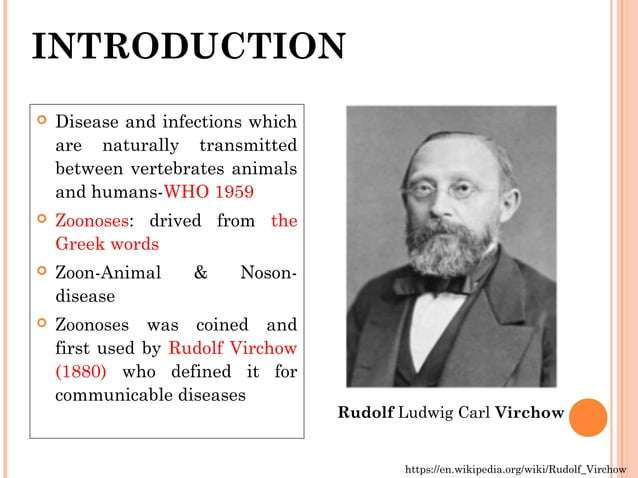 INTRODUCTION
Disease and infections which
are naturally transmitted
between vertebrates animals
and humans-WHO 1959
Zoonoses: drived from the
Greek words
Zoon-Animal & Noson-
disease
Zoonoses was coined and
first used by Rudolf Virchow
(1880) who defined it for
communicable diseases
Rudolf Ludwig Carl Virchow
https://en.wikipedia.org/wiki/Rudolf_Virchow